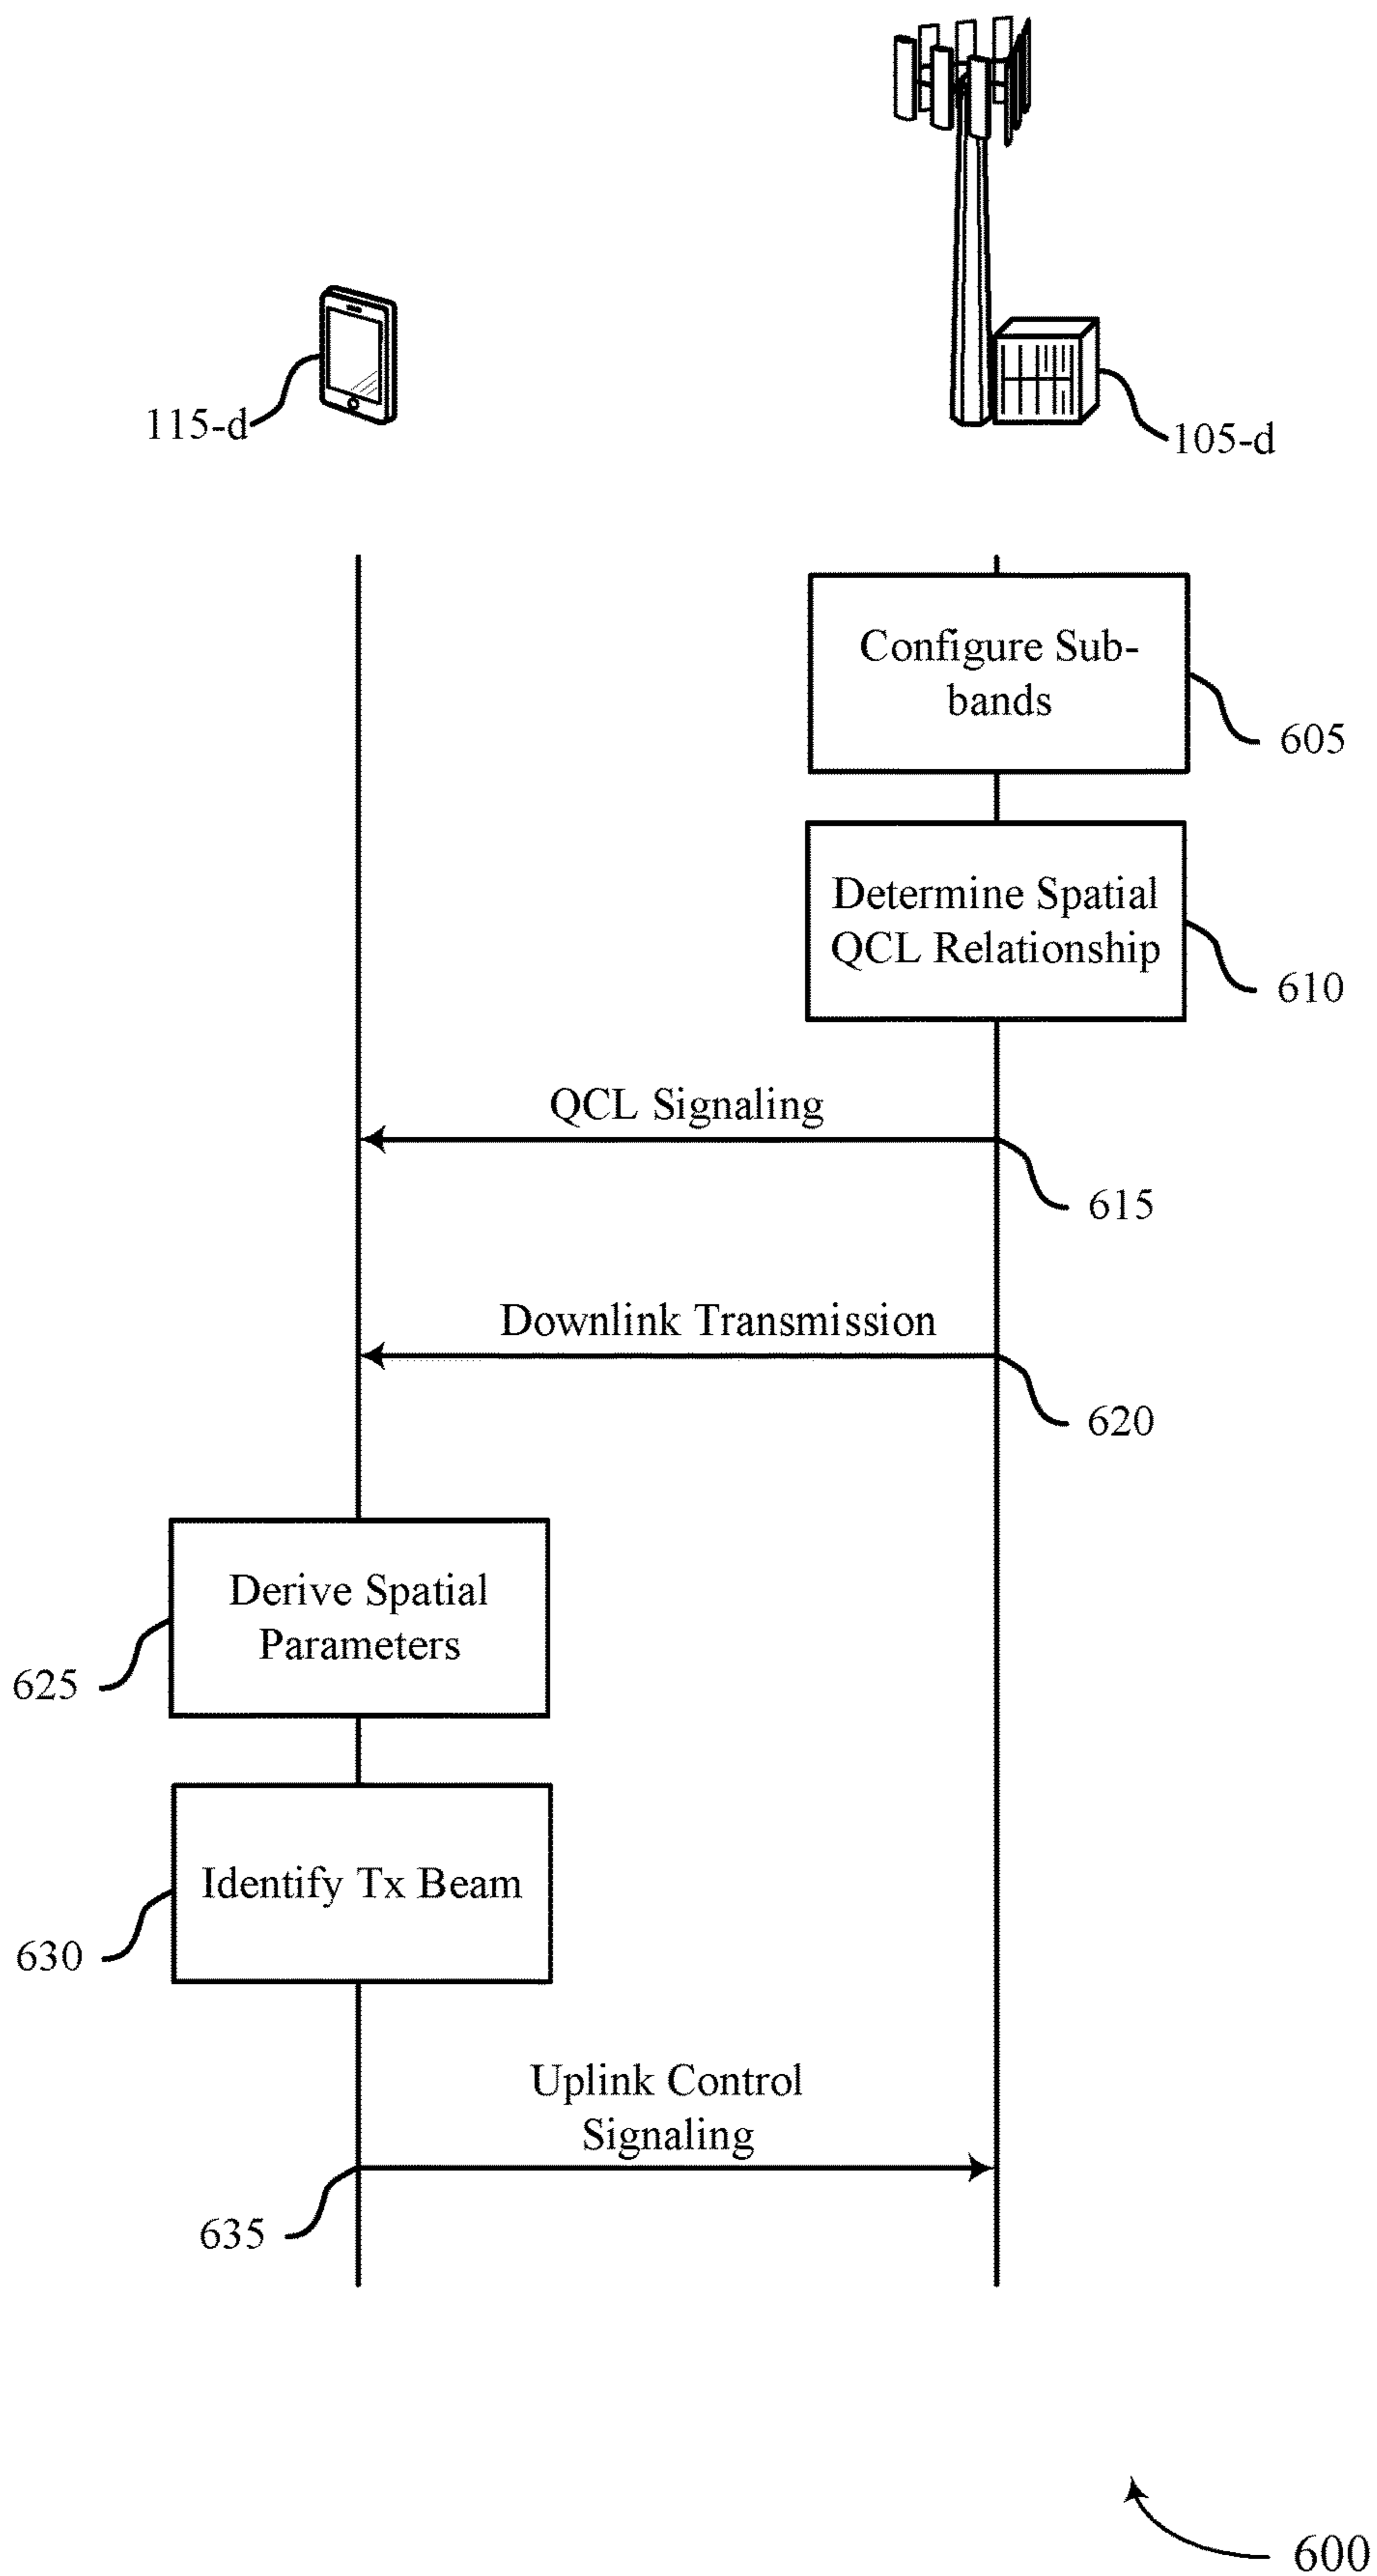 115-d
105-d
Configure Sub-
bands
605
Determine Spatial
QCL Relationship
610
QCL Signaling
615
Downlink Transmission
620
Derive Spatial
Parameters
625
Identify Tx Beam
630
Uplink Control
Signaling
635
600